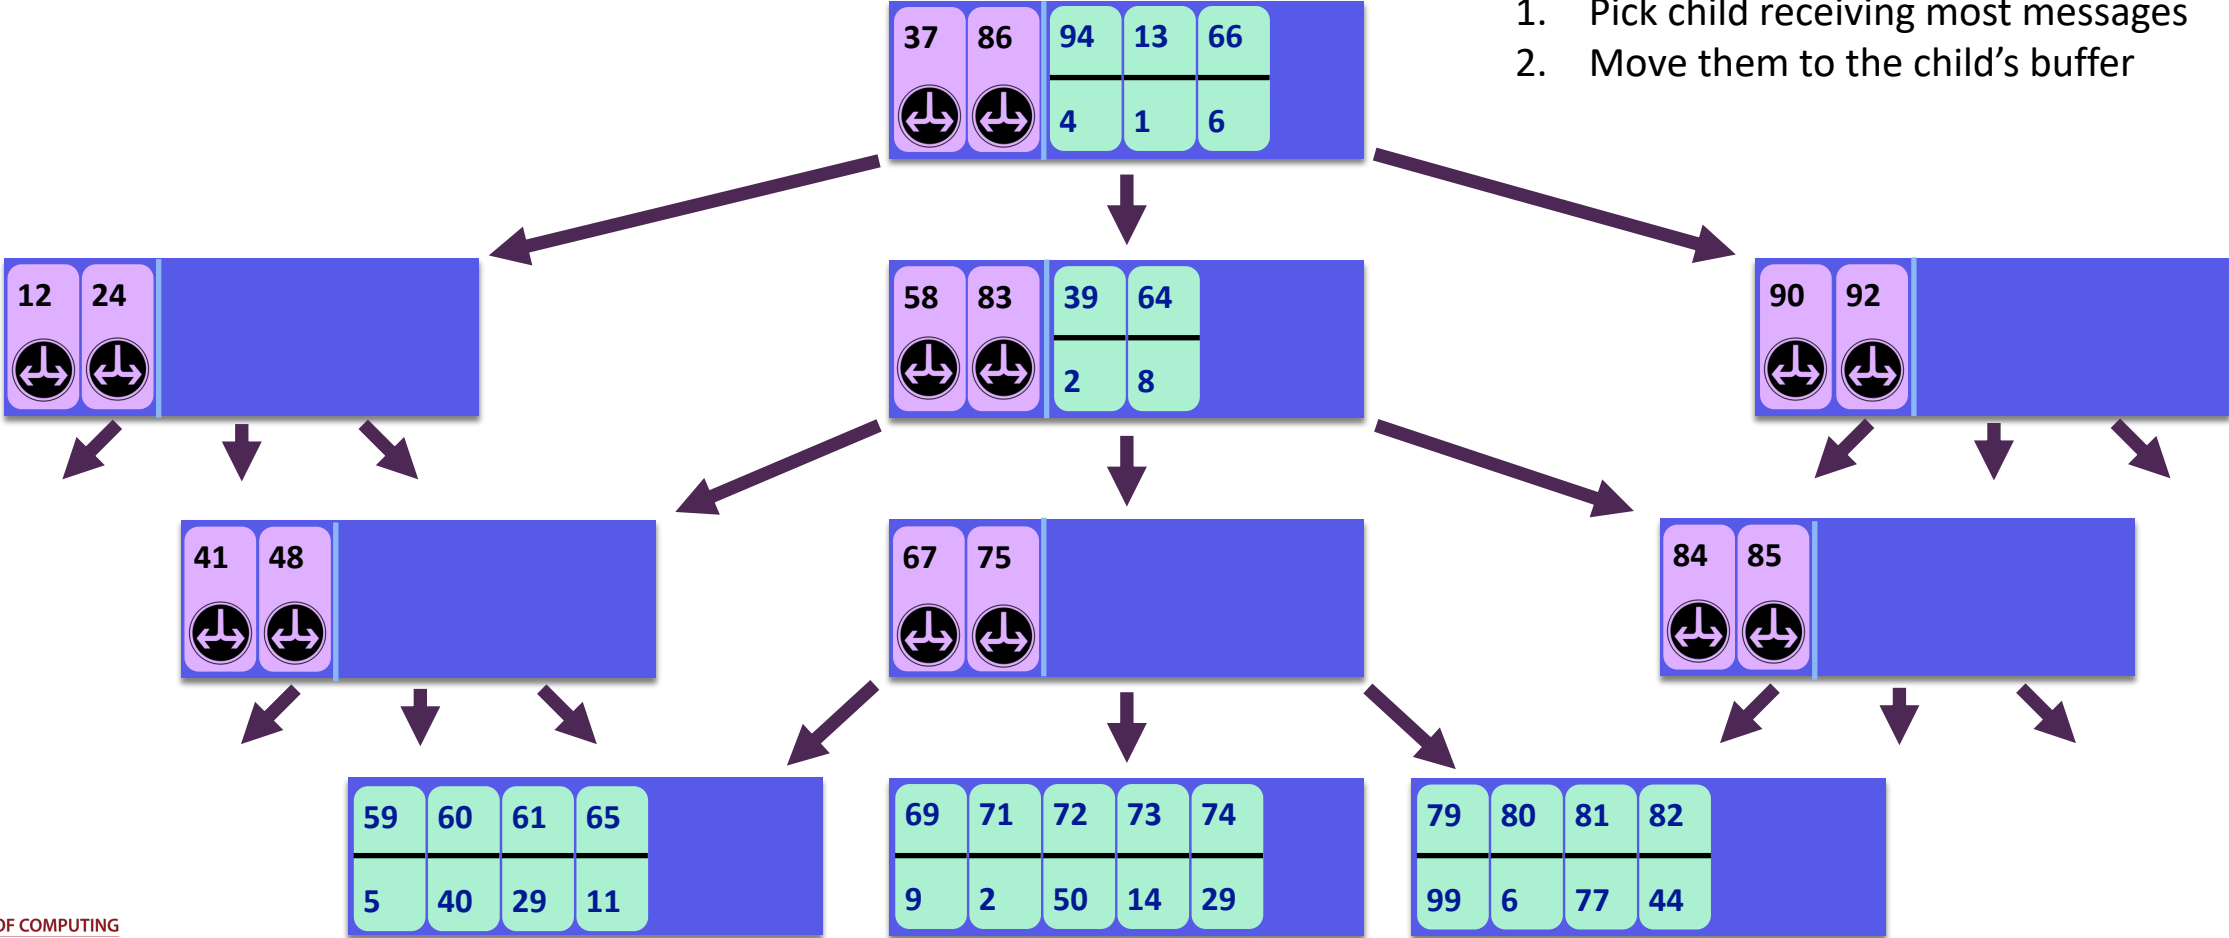 1. Pick child receiving most messages
2. Move them to the child's buffer
37 86 94 13 66
4 1 6
12 24
58 83 39 64
2 8
90 92
41 48
67 75
84 85
59 60 61 65
5 40 29 11
69 71 72 73 74
9 2 50 14 29
79 80 81 82
99 6 77 44
OF COMPUTING